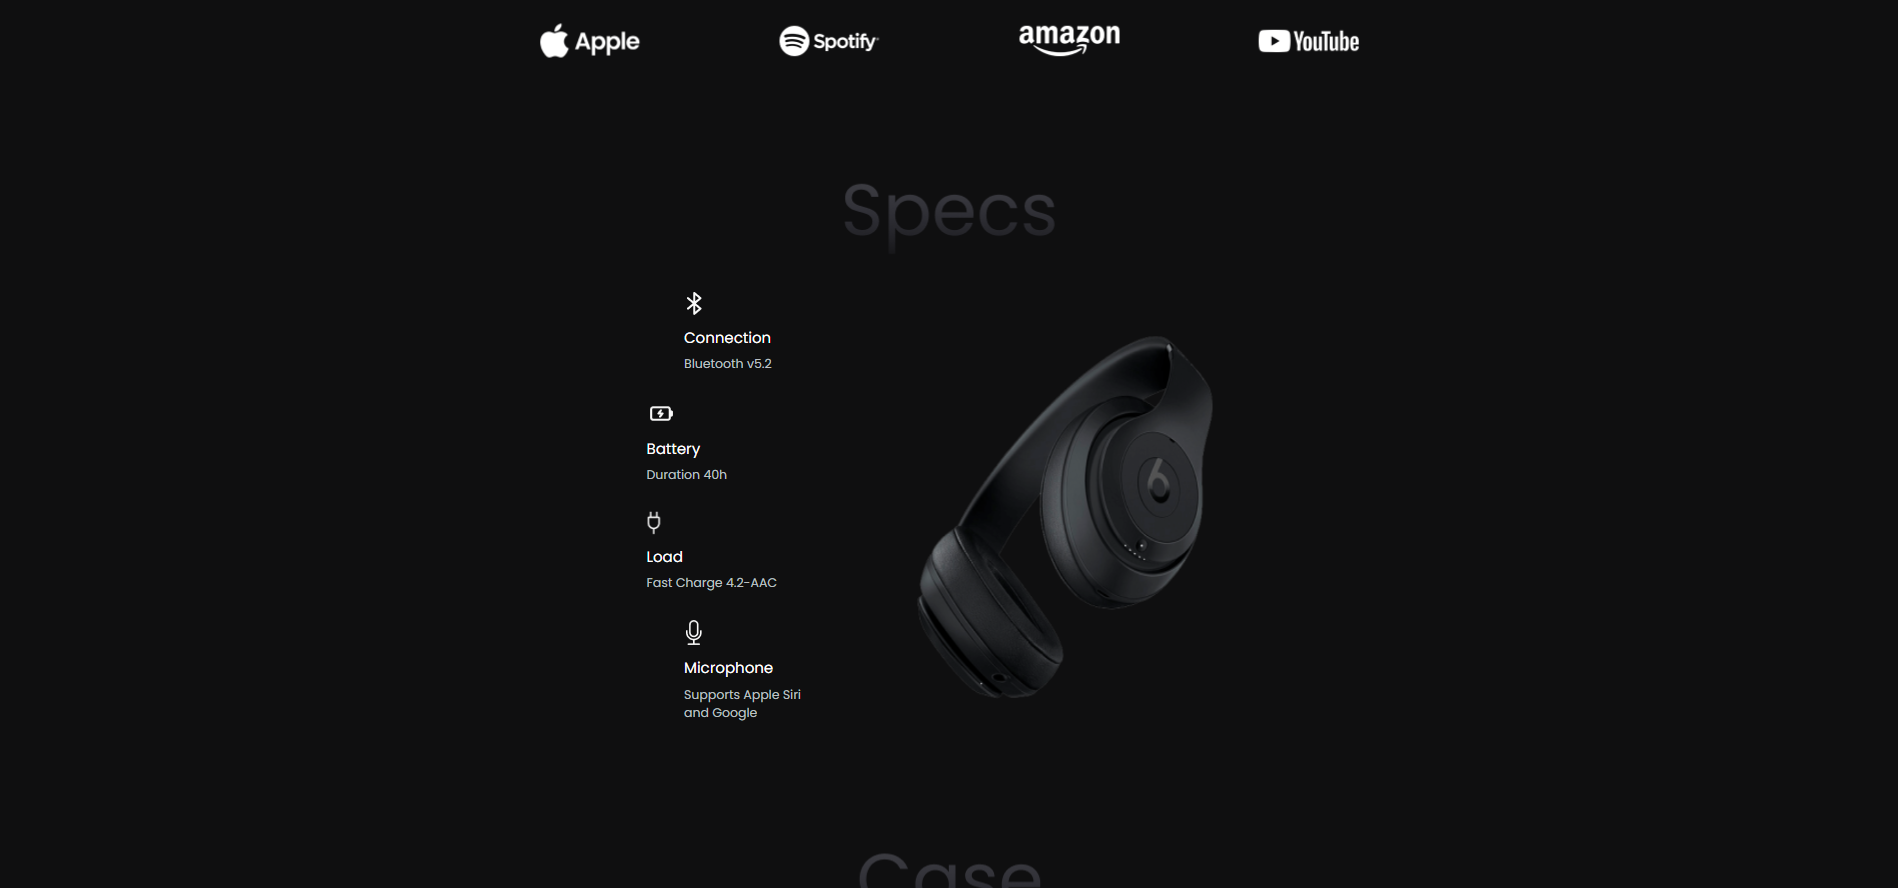 Apple
Spotify
amazon
YouTube
Specs
Connection
Bluetooth v5.2
Battery
Duration 40h
Load
Fast Charge 4.2-AAC
Microphone
Supports Apple Siri
and Google
Case